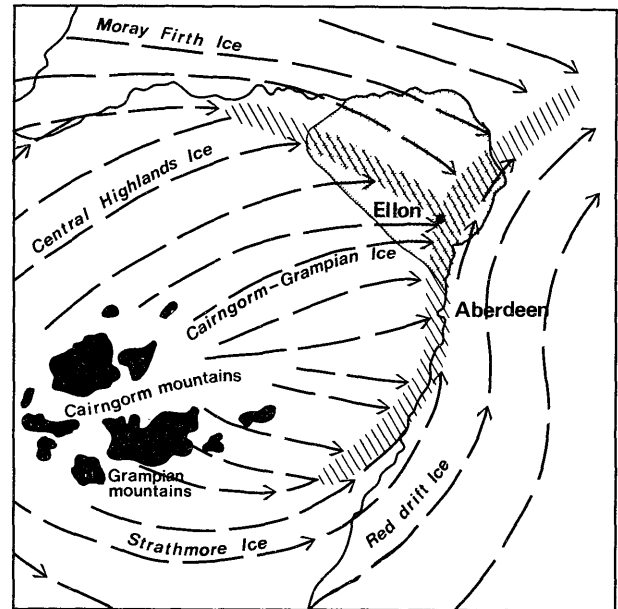 Moray Firth Ice
Central Highlands Ice
Ellon
Cairngorm-Grampian Ice
Aberdeen
Cairngorm mountains
Grampian
mountains
Strathmore Ice
Red drift Ice